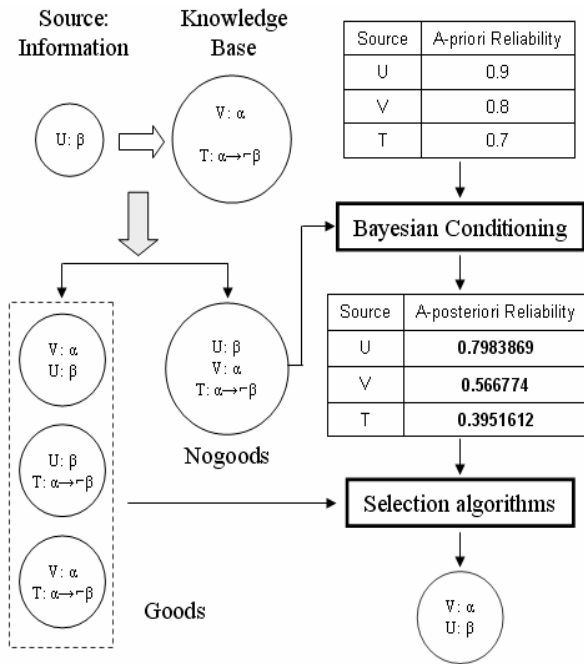 Source:
Information
Knowledge
Base
U: β
V: α
T: α→¬β
Source A-priori Reliability
U 0.9
V 0.8
T 0.7
Bayesian Conditioning
V: α
U: β
U: β
T: α→¬β
V: α
T: α→¬β
Goods
U: β
V: α
T: α→¬β
Nogoods
Source A-posteriori Reliability
U 0.7983869
V 0.566774
T 0.3951612
Selection algorithms
V: α
U: β